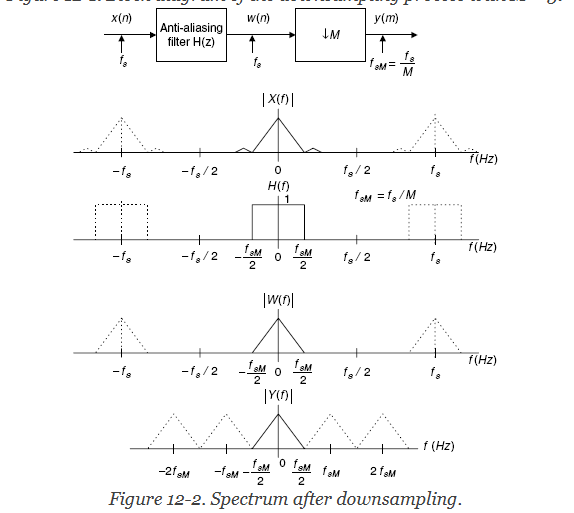 x(n) Anti-aliasing filter H(z) w(n) ↓M y(m)
f_s f_s f_sM = f_s / M
|X(f)|
-f_s -f_s / 2 0 f_s / 2 f_s f(Hz)
H(f)
1 f_sM = f_s / M
-f_s -f_s / 2 -f_sM/2 0 f_sM/2 f_s / 2 f_s f(Hz)
|W(f)|
-f_s -f_s / 2 -f_sM/2 0 f_sM/2 f_s / 2 f_s f(Hz)
|Y(f)|
-2f_sM -f_sM -f_sM/2 0 f_sM/2 f_sM 2f_sM f (Hz)
Figure 12-2. Spectrum after downsampling.